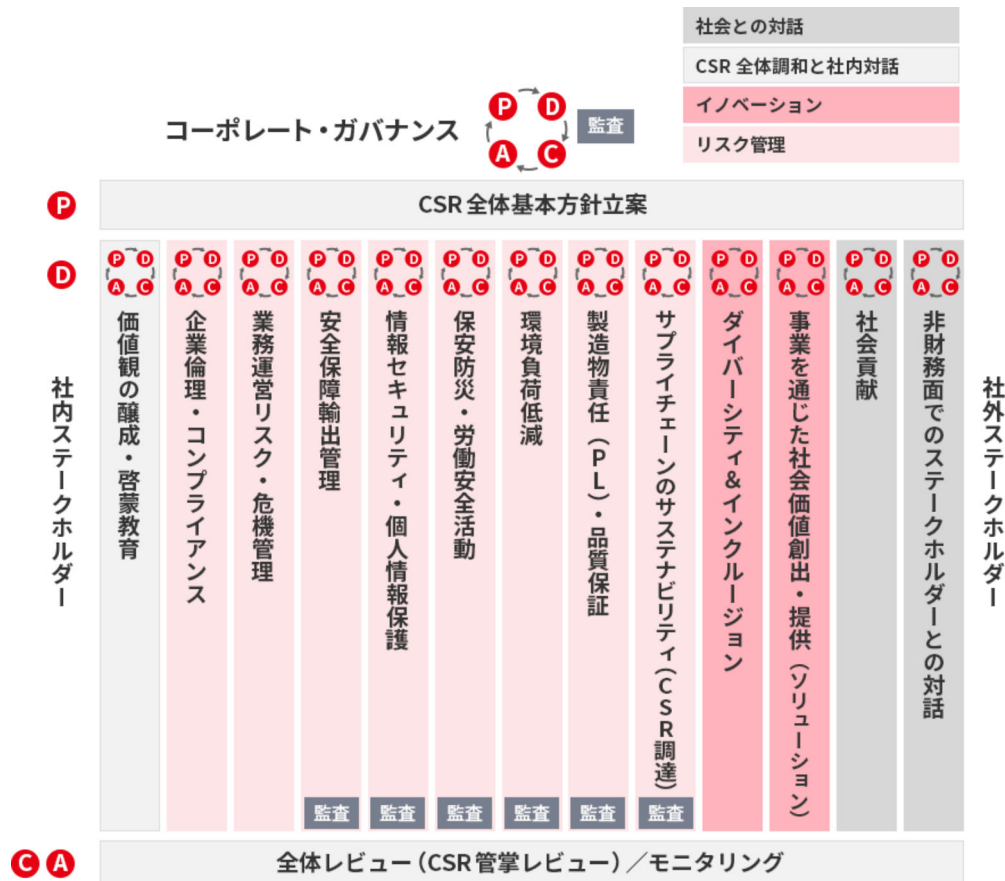 社会との対話
CSR 全体調和と社内対話
イノベーション
リスク管理
コーポレート・ガバナンス
P D
A C
監査
P
CSR 全体基本方針立案
D
社内ステークホルダー
P D
A C
価値観の醸成・啓蒙教育
P D
A C
企業倫理・コンプライアンス
P D
A C
業務運営リスク・危機管理
P D
A C
安全保障輸出管理
監査
P D
A C
情報セキュリティ・個人情報保護
監査
P D
A C
保安防災・労働安全活動
監査
P D
A C
環境負荷低減
監査
P D
A C
製造物責任（PL）・品質保証
監査
P D
A C
サプライチェーンのサステナビリティ（CSR調達）
監査
P D
A C
ダイバーシティ&インクルージョン
P D
A C
事業を通じた社会価値創出・提供（ソリューション）
P D
A C
社会貢献
P D
A C
非財務面でのステークホルダーとの対話
社外ステークホルダー
C A
全体レビュー（CSR 管掌レビュー）／モニタリング